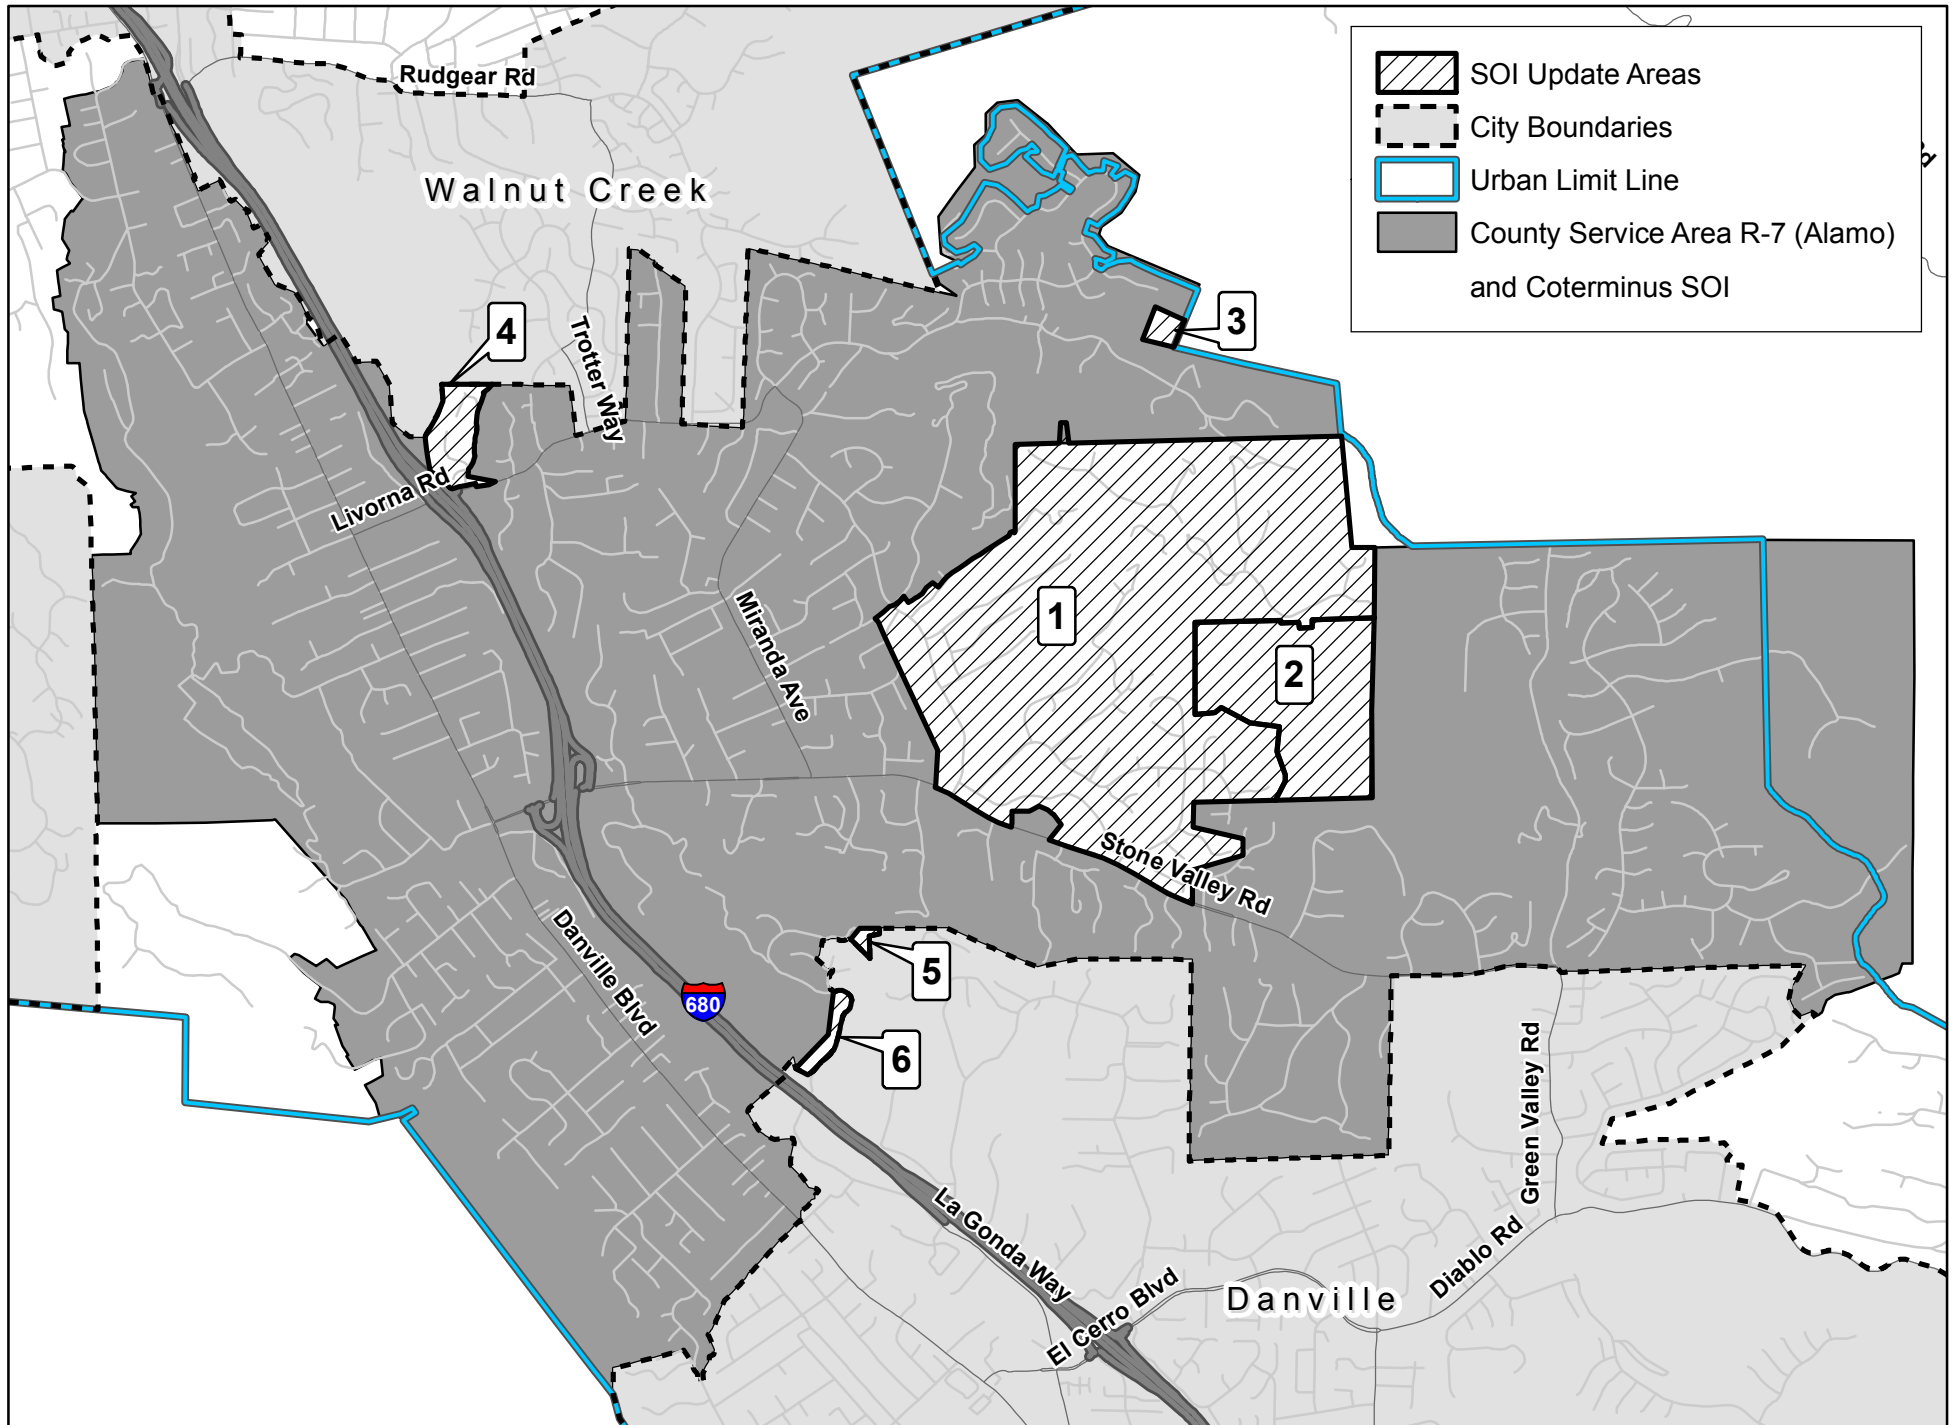 Rudgear Rd
SOI Update Areas
City Boundaries
Urban Limit Line
County Service Area R-7 (Alamo)
and Coterminus SOI
Walnut Creek
4
Trotter Way
3
Livorna Rd
1
Miranda Ave
2
Stone Valley Rd
Danville Blvd
5
680
6
Green Valley Rd
La Gonda Way
El Cerro Blvd
Danville
Diablo Rd